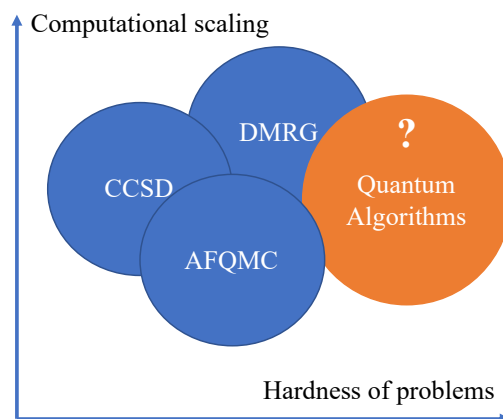 Computational scaling
DMRG
?
Quantum
Algorithms
CCSD
AFQMC
Hardness of problems